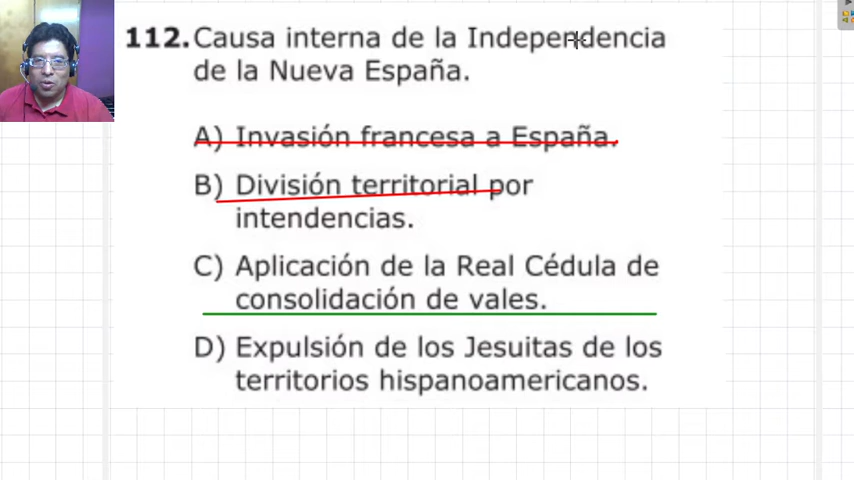 112. Causa interna de la Independencia
de la Nueva España.
A) Invasión francesa a España.
B) División territorial por
intendencias.
C) Aplicación de la Real Cédula de
consolidación de vales.
D) Expulsión de los Jesuitas de los
territorios hispanoamericanos.